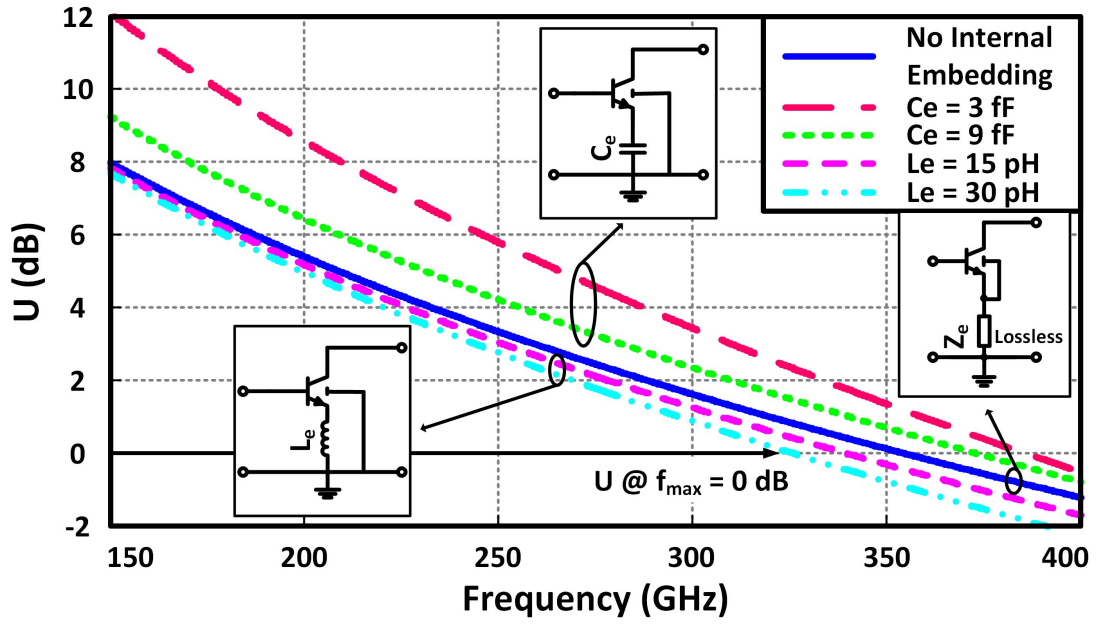 12
10
8
6
4
2
0
-2
U (dB)
150
200
250
300
350
400
Frequency (GHz)
No Internal
Embedding
Ce = 3 fF
Ce = 9 fF
Le = 15 pH
Le = 30 pH
Ce
Le
Ze
Lossless
U @ fmax = 0 dB